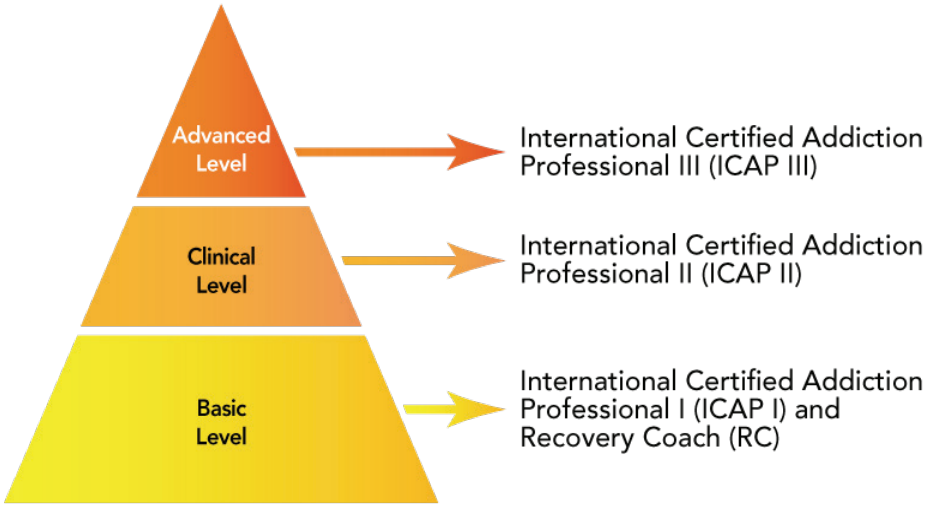 Advanced
Level
International Certified Addiction
Professional III (ICAP III)
Clinical
Level
International Certified Addiction
Professional II (ICAP II)
Basic
Level
International Certified Addiction
Professional I (ICAP I) and
Recovery Coach (RC)